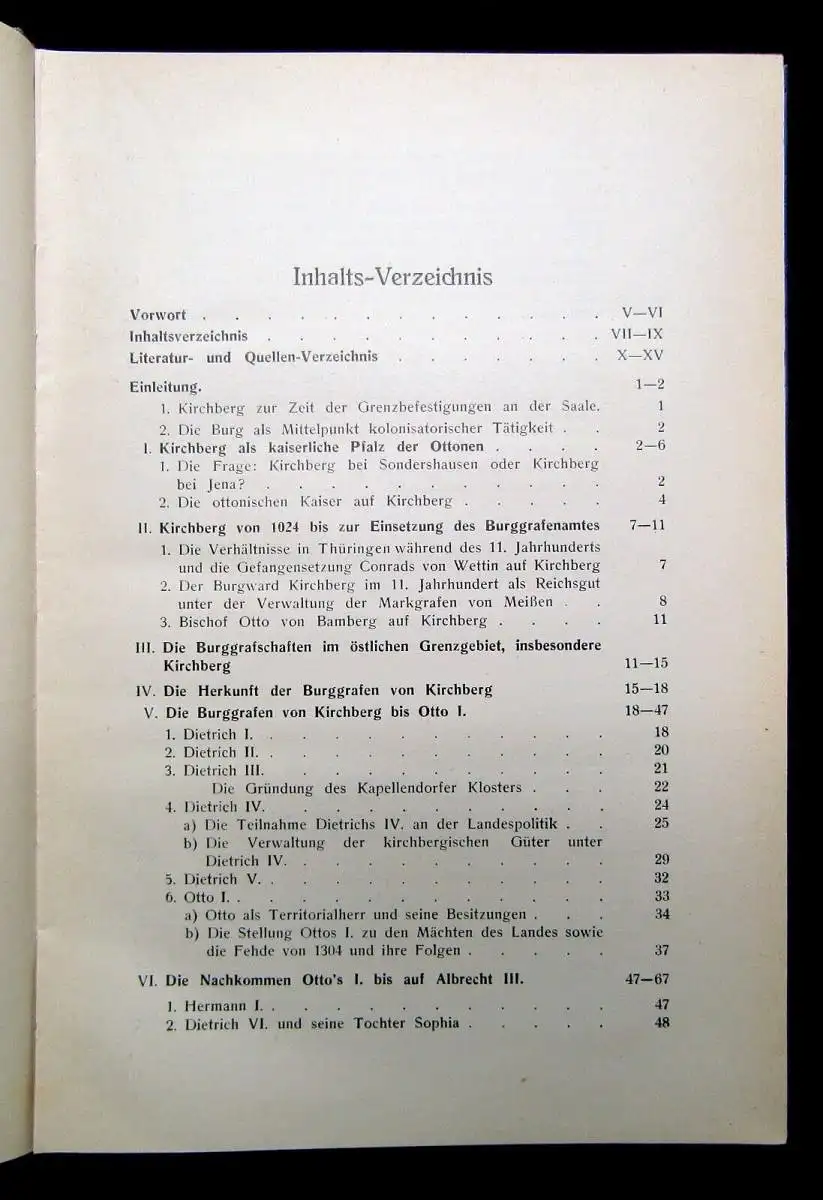 Inhalts-Verzeichnis
Vorwort . . . . . . . . . . . . . V—VI
Inhaltsverzeichnis . . . . . . . . . . . VII—IX
Literatur- und Quellen-Verzeichnis . . . . . . . X—XV
Einleitung. 1—2
1. Kirchberg zur Zeit der Grenzbefestigungen an der Saale. 1
2. Die Burg als Mittelpunkt kolonisatorischer Tätigkeit . . 2
I. Kirchberg als kaiserliche Pfalz der Ottonen . . . . 2—6
1. Die Frage: Kirchberg bei Sondershausen oder Kirchberg
bei Jena? . . . . . . . . . . . 2
2. Die ottonischen Kaiser auf Kirchberg . . . . . 4
II. Kirchberg von 1024 bis zur Einsetzung des Burggrafenamtes 7—11
1. Die Verhältnisse in Thüringen während des 11. Jahrhunderts
und die Gefangensetzung Conrads von Wettin auf Kirchberg 7
2. Der Burgward Kirchberg im 11. Jahrhundert als Reichsgut
unter der Verwaltung der Markgrafen von Meißen . . 8
3. Bischof Otto von Bamberg auf Kirchberg . . . . 11
III. Die Burggrafschaften im östlichen Grenzgebiet, insbesondere
Kirchberg 11—15
IV. Die Herkunft der Burggrafen von Kirchberg 15—18
V. Die Burggrafen von Kirchberg bis Otto I. 18—47
1. Dietrich I. . . . . . . . . . . . 18
2. Dietrich II. . . . . . . . . . . . 20
3. Dietrich III. . . . . . . . . . . 21
Die Gründung des Kapellendorfer Klosters . . . 22
4. Dietrich IV. . . . . . . . . . . 24
a) Die Teilnahme Dietrichs IV. an der Landespolitik . . 25
b) Die Verwaltung der kirchbergischen Güter unter
Dietrich IV. . . . . . . . . . . 29
5. Dietrich V. . . . . . . . . . . . 32
6. Otto I. . . . . . . . . . . . . 33
a) Otto als Territorialherr und seine Besitzungen . . . 34
b) Die Stellung Ottos I. zu den Mächten des Landes sowie
die Fehde von 1304 und ihre Folgen . . . . . 37
VI. Die Nachkommen Otto's I. bis auf Albrecht III. 47—67
1. Hermann I. . . . . . . . . . . . 47
2. Dietrich VI. und seine Tochter Sophia . . . . . 48